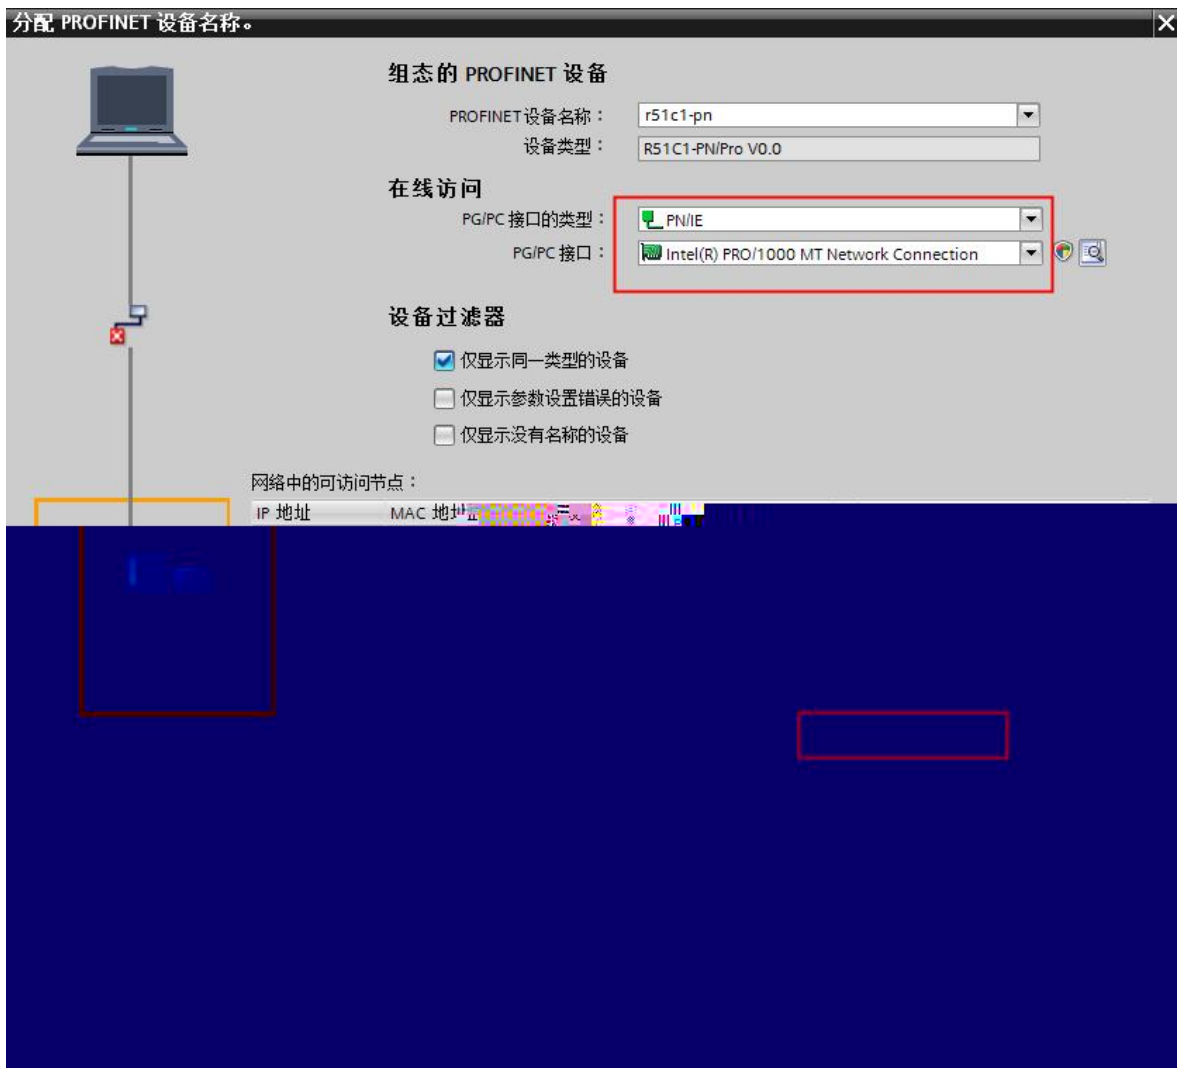 分配 PROFINET 设备名称。
组态的 PROFINET 设备
PROFINET设备名称： r51c1-pn
设备类型： R51C1-PN/Pro V0.0
在线访问
PG/PC 接口的类型： PN/IE
PG/PC 接口： Intel(R) PRO/1000 MT Network Connection
设备过滤器
仅显示同一类型的设备
仅显示参数设置错误的设备
仅显示没有名称的设备
网络中的可访问节点：
IP 地址 MAC 地址